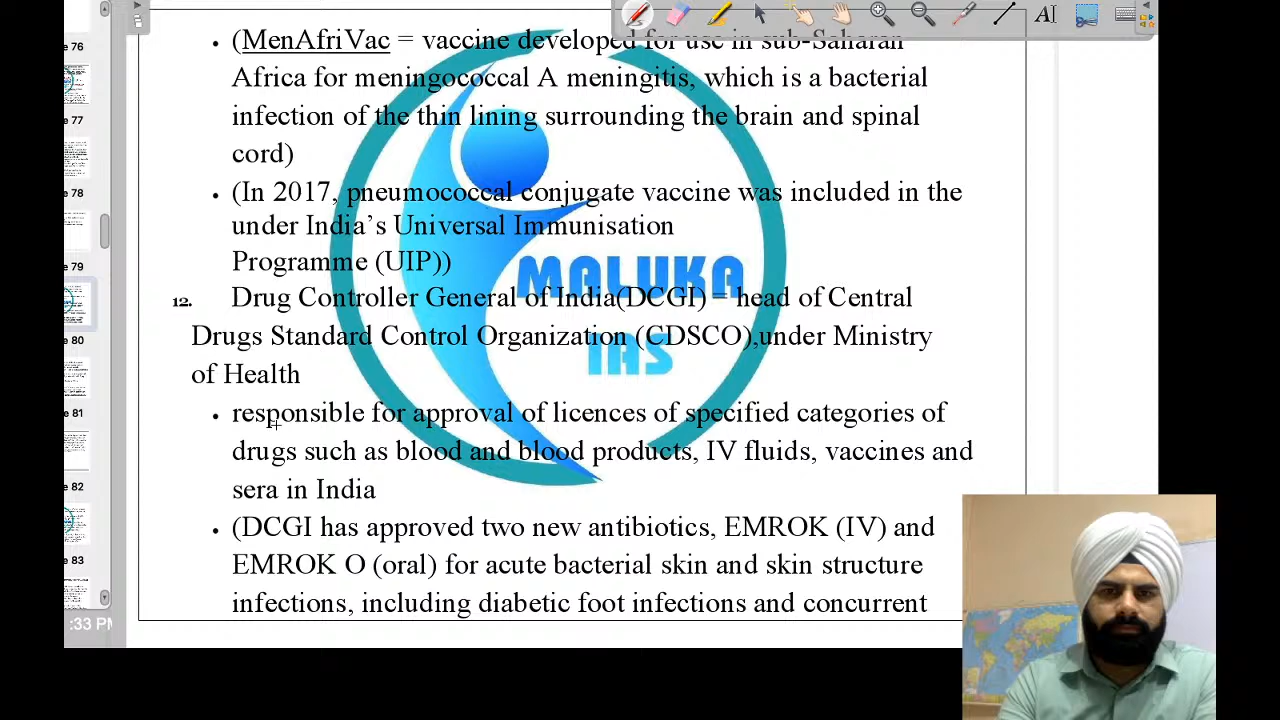 e 76
e 77
e 78
e 79
e 80
e 81
e 82
e 83
:33 PM
AI
• (MenAfriVac = vaccine developed for use in sub-Saharan
Africa for meningococcal A meningitis, which is a bacterial
infection of the thin lining surrounding the brain and spinal
cord)
• (In 2017, pneumococcal conjugate vaccine was included in the
under India’s Universal Immunisation
Programme (UIP))
MALUKA
IAS
12. Drug Controller General of India(DCGI) = head of Central
Drugs Standard Control Organization (CDSCO),under Ministry
of Health
• responsible for approval of licences of specified categories of
drugs such as blood and blood products, IV fluids, vaccines and
sera in India
• (DCGI has approved two new antibiotics, EMROK (IV) and
EMROK O (oral) for acute bacterial skin and skin structure
infections, including diabetic foot infections and concurrent